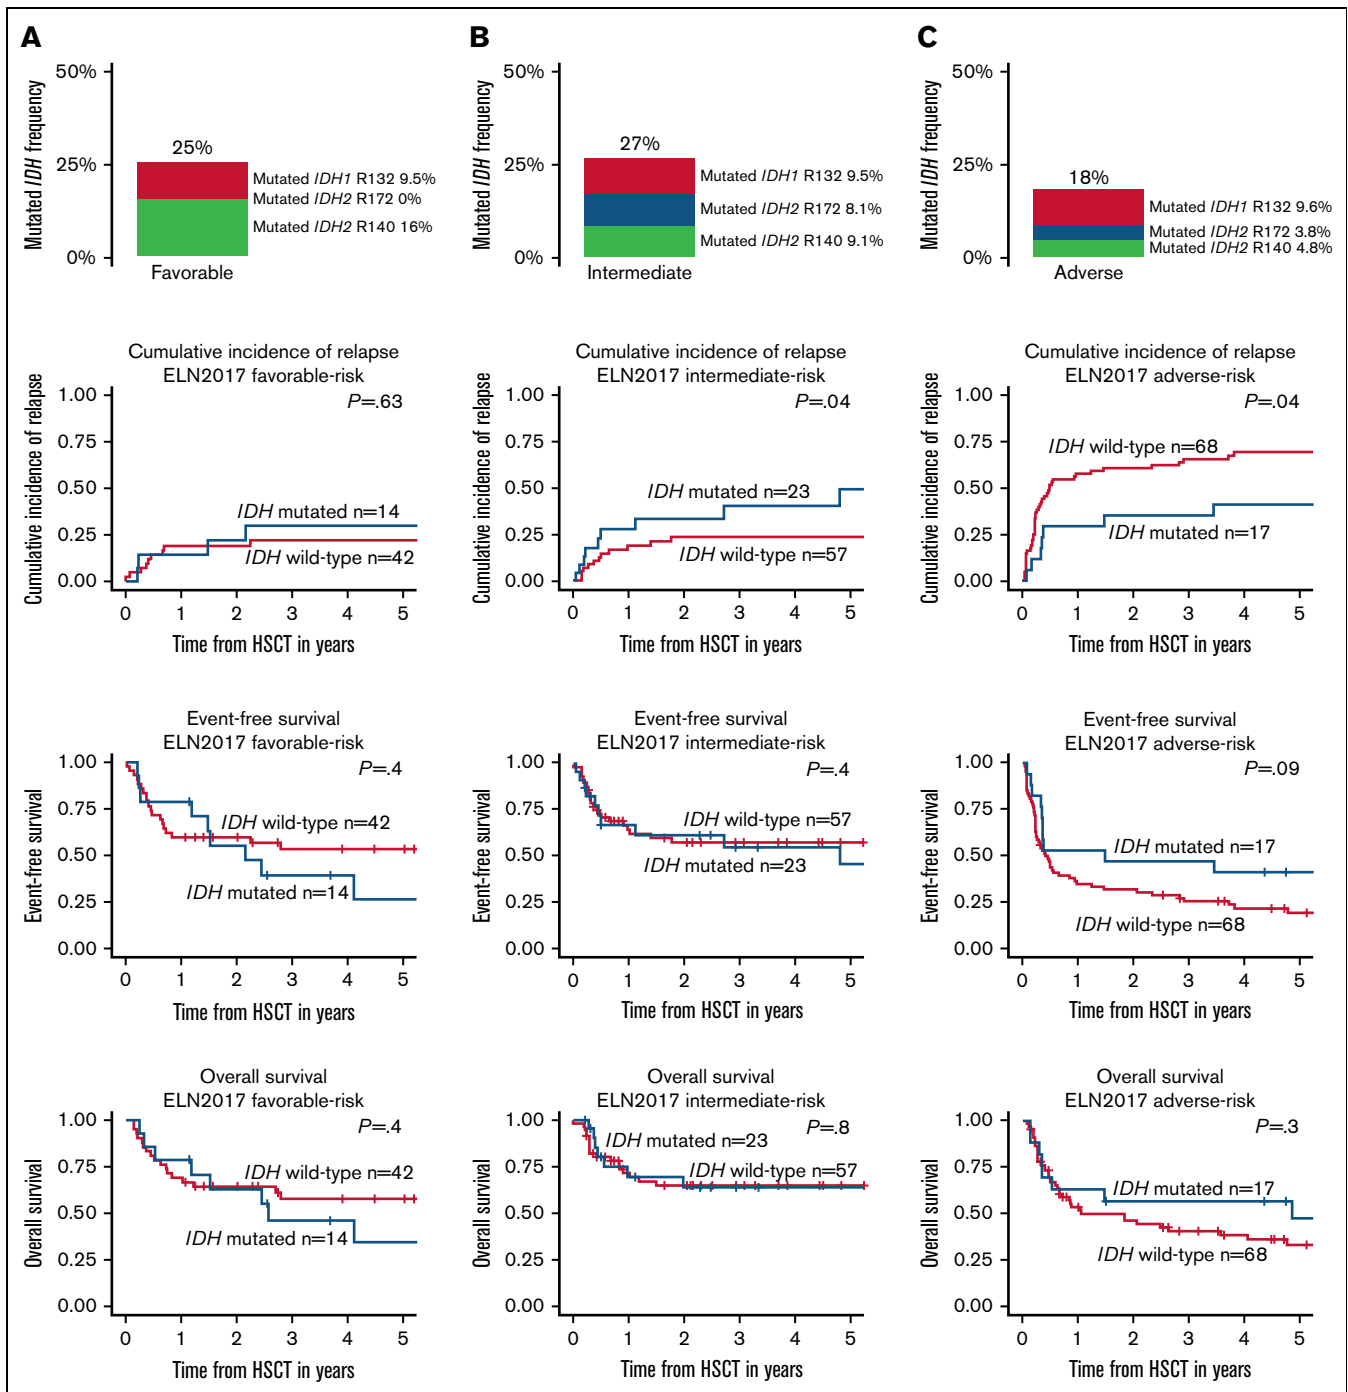 A
50%
25%
0%
Mutated IDH frequency
25%
Mutated IDH1 R132 9.5%
Mutated IDH2 R172 0%
Mutated IDH2 R140 16%
Favorable
Cumulative incidence of relapse
ELN2017 favorable-risk
P=.63
1.00
0.75
0.50
0.25
0.00
Cumulative incidence of relapse
IDH mutated n=14
IDH wild-type n=42
0 1 2 3 4 5
Time from HSCT in years
Event-free survival
ELN2017 favorable-risk
P=.4
1.00
0.75
0.50
0.25
0.00
Event-free survival
IDH wild-type n=42
IDH mutated n=14
0 1 2 3 4 5
Time from HSCT in years
Overall survival
ELN2017 favorable-risk
P=.4
1.00
0.75
0.50
0.25
0.00
Overall survival
IDH wild-type n=42
IDH mutated n=14
0 1 2 3 4 5
Time from HSCT in years
B
50%
25%
0%
Mutated IDH frequency
27%
Mutated IDH1 R132 9.5%
Mutated IDH2 R172 8.1%
Mutated IDH2 R140 9.1%
Intermediate
Cumulative incidence of relapse
ELN2017 intermediate-risk
P=.04
1.00
0.75
0.50
0.25
0.00
Cumulative incidence of relapse
IDH mutated n=23
IDH wild-type n=57
0 1 2 3 4 5
Time from HSCT in years
Event-free survival
ELN2017 intermediate-risk
P=.4
1.00
0.75
0.50
0.25
0.00
Event-free survival
IDH wild-type n=57
IDH mutated n=23
0 1 2 3 4 5
Time from HSCT in years
Overall survival
ELN2017 intermediate-risk
P=.8
1.00
0.75
0.50
0.25
0.00
Overall survival
IDH mutated n=23
IDH wild-type n=57
0 1 2 3 4 5
Time from HSCT in years
C
50%
25%
0%
Mutated IDH frequency
18%
Mutated IDH1 R132 9.6%
Mutated IDH2 R172 3.8%
Mutated IDH2 R140 4.8%
Adverse
Cumulative incidence of relapse
ELN2017 adverse-risk
P=.04
1.00
0.75
0.50
0.25
0.00
Cumulative incidence of relapse
IDH wild-type n=68
IDH mutated n=17
0 1 2 3 4 5
Time from HSCT in years
Event-free survival
ELN2017 adverse-risk
P=.09
1.00
0.75
0.50
0.25
0.00
Event-free survival
IDH mutated n=17
IDH wild-type n=68
0 1 2 3 4 5
Time from HSCT in years
Overall survival
ELN2017 adverse-risk
P=.3
1.00
0.75
0.50
0.25
0.00
Overall survival
IDH mutated n=17
IDH wild-type n=68
0 1 2 3 4 5
Time from HSCT in years